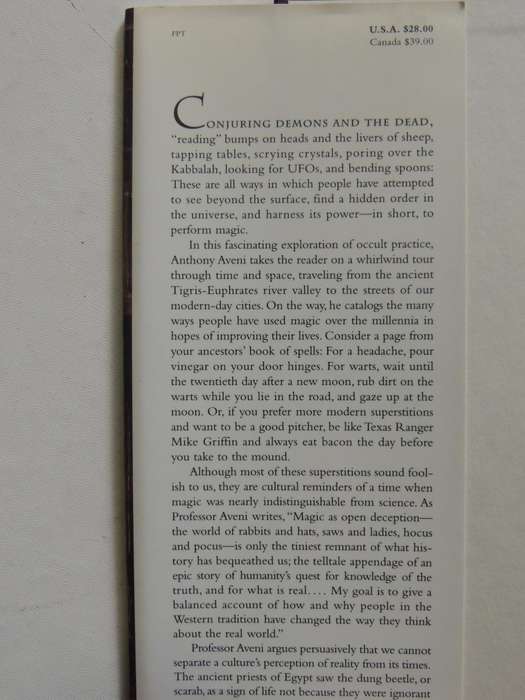 PPT
U.S.A. $28.00
Canada $39.00
CONJURING DEMONS AND THE DEAD,
"reading" bumps on heads and the livers of sheep,
tapping tables, scrying crystals, poring over the
Kabbalah, looking for UFOs, and bending spoons:
These are all ways in which people have attempted
to see beyond the surface, find a hidden order in
the universe, and harness its power—in short, to
perform magic.
In this fascinating exploration of occult practice,
Anthony Aveni takes the reader on a whirlwind tour
through time and space, traveling from the ancient
Tigris-Euphrates river valley to the streets of our
modern-day cities. On the way, he catalogs the many
ways people have used magic over the millennia in
hopes of improving their lives. Consider a page from
your ancestors' book of spells: For a headache, pour
vinegar on your door hinges. For warts, wait until
the twentieth day after a new moon, rub dirt on the
warts while you lie in the road, and gaze up at the
moon. Or, if you prefer more modern superstitions
and want to be a good pitcher, be like Texas Ranger
Mike Griffin and always eat bacon the day before
you take to the mound.
Although most of these superstitions sound fool-
ish to us, they are cultural reminders of a time when
magic was nearly indistinguishable from science. As
Professor Aveni writes, "Magic as open deception—
the world of rabbits and hats, saws and ladies, hocus
and pocus—is only the tiniest remnant of what his-
tory has bequeathed us; the telltale appendage of an
epic story of humanity's quest for knowledge of the
truth, and for what is real.... My goal is to give a
balanced account of how and why people in the
Western tradition have changed the way they think
about the real world."
Professor Aveni argues persuasively that we cannot
separate a culture's perception of reality from its times.
The ancient priests of Egypt saw the dung beetle, or
scarab, as a sign of life not because they were ignorant